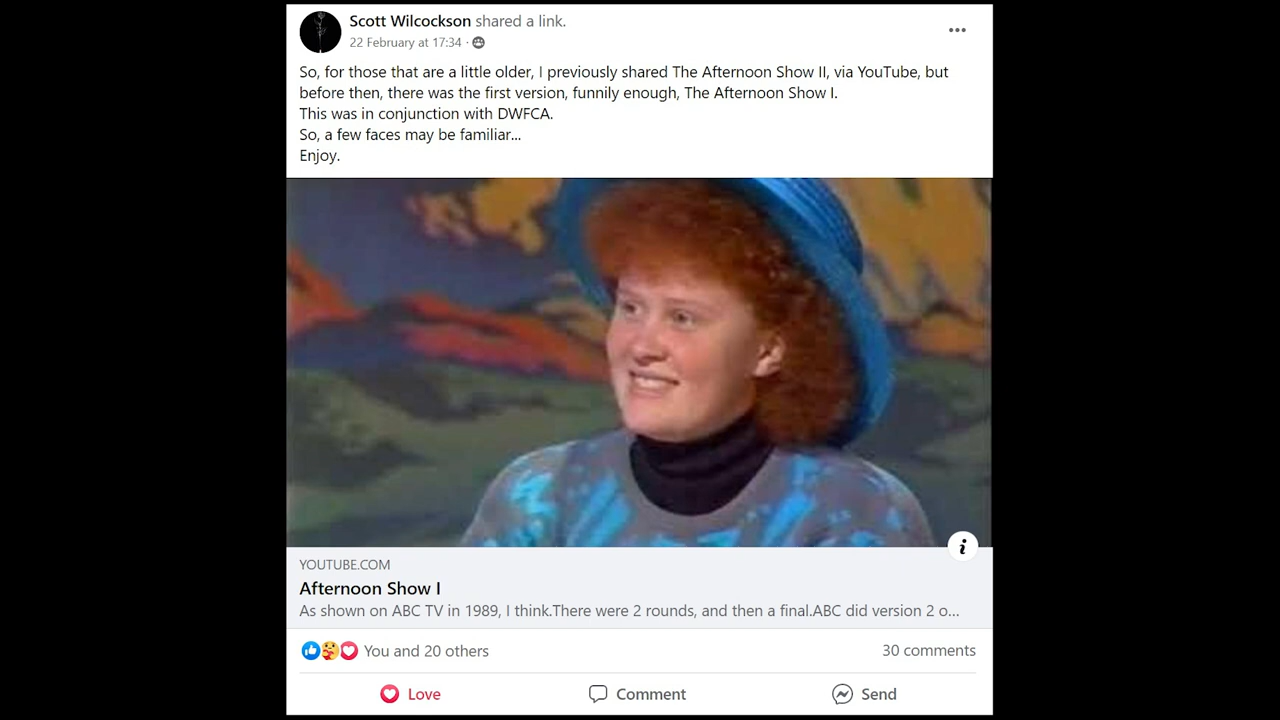 Scott Wilcockson shared a link.
22 February at 17:34 ·
So, for those that are a little older, I previously shared The Afternoon Show II, via YouTube, but
before then, there was the first version, funnily enough, The Afternoon Show I.
This was in conjunction with DWFCA.
So, a few faces may be familiar...
Enjoy.
YOUTUBE.COM
Afternoon Show I
As shown on ABC TV in 1989, I think.There were 2 rounds, and then a final.ABC did version 2 o...
You and 20 others
30 comments
Love
Comment
Send